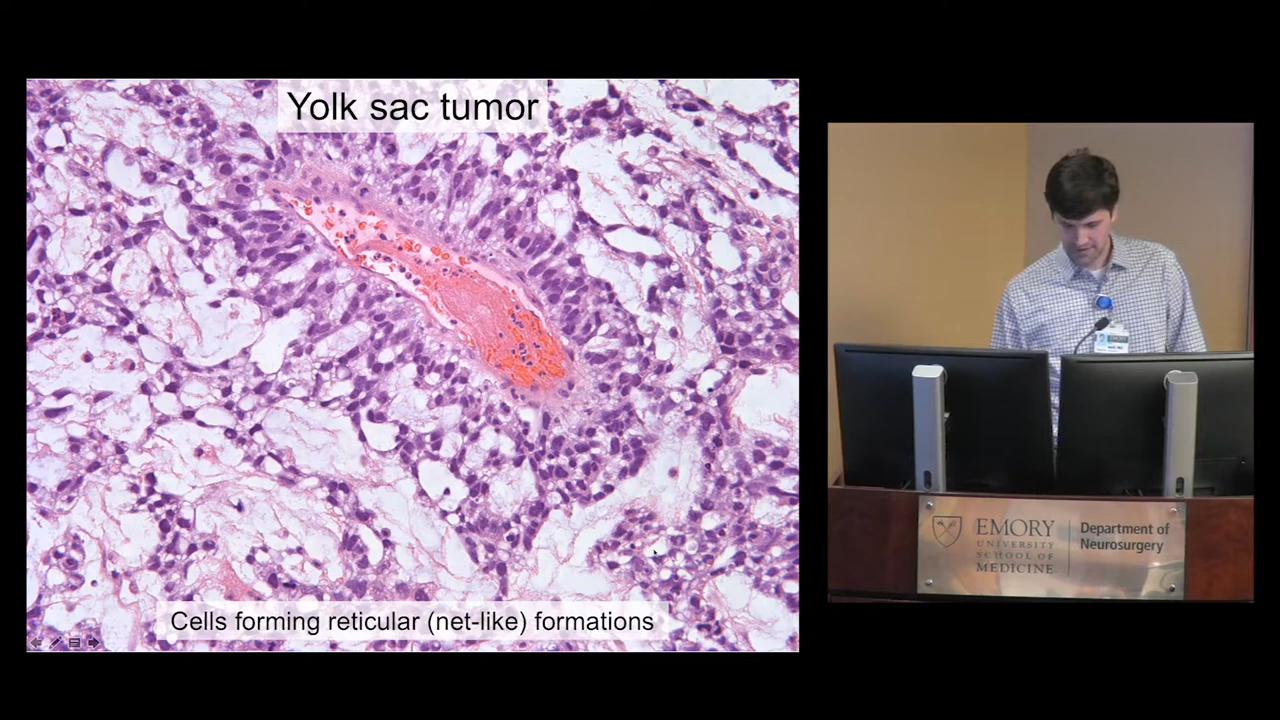 Yolk sac tumor
Cells forming reticular (net-like) formations
EMORY
UNIVERSITY
SCHOOL OF
MEDICINE
Department of
Neurosurgery